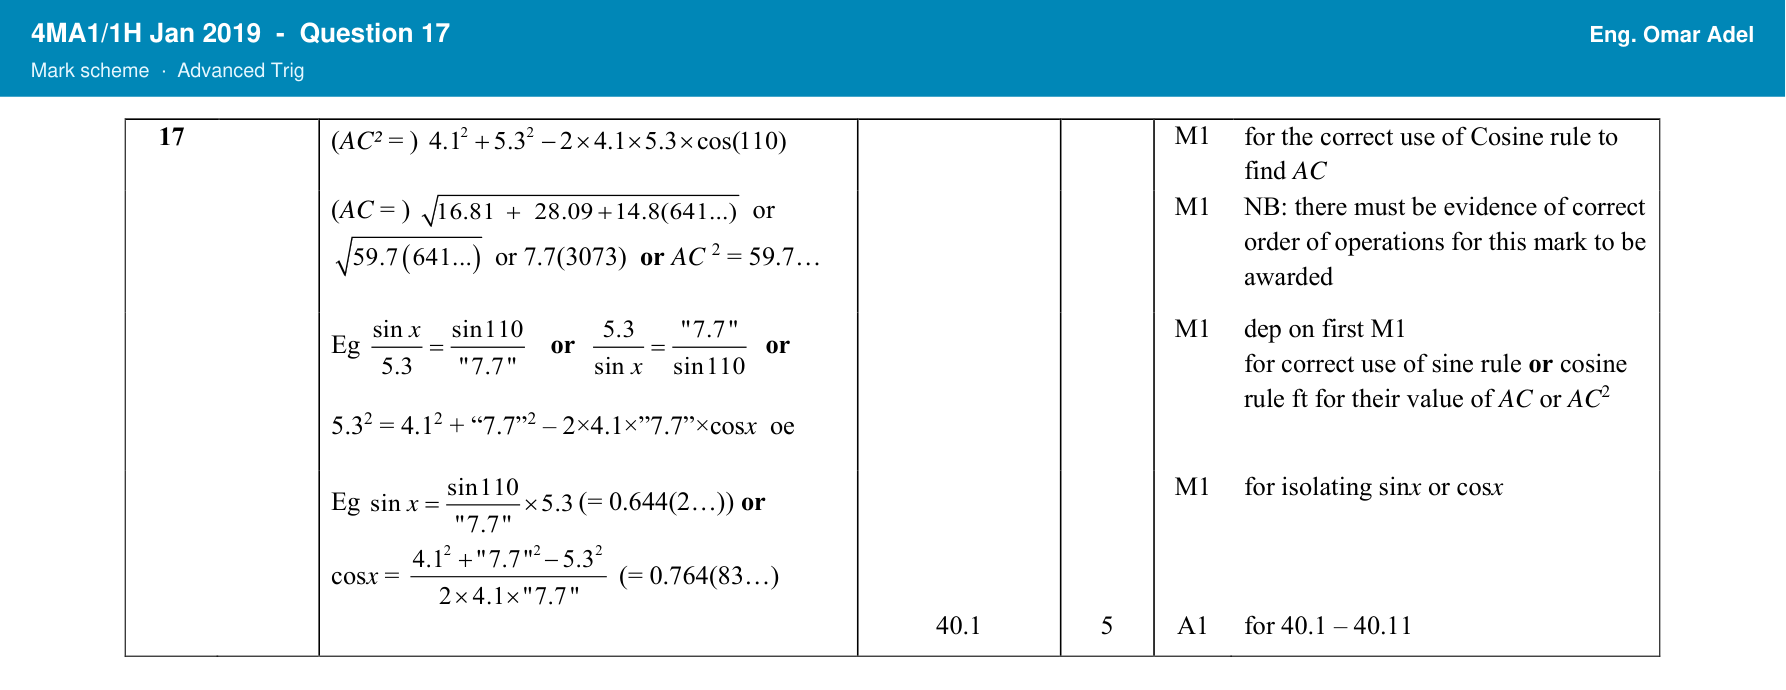 4MA1/1H Jan 2019 - Question 17
Eng. Omar Adel
Mark scheme · Advanced Trig
17
(AC² = ) 4.1² + 5.3² – 2×4.1×5.3×cos(110)
M1 for the correct use of Cosine rule to
find AC
(AC = ) √(16.81 + 28.09 + 14.8(641...)) or
M1 NB: there must be evidence of correct
√(59.7(641...)) or 7.7(3073) or AC ² = 59.7…
order of operations for this mark to be
awarded
Eg sin x / 5.3 = sin110 / "7.7" or 5.3 / sin x = "7.7" / sin110 or
M1 dep on first M1
for correct use of sine rule or cosine
rule ft for their value of AC or AC²
5.3² = 4.1² + “7.7”² – 2×4.1×”7.7”×cosx oe
Eg sin x = sin110 / "7.7" × 5.3 (= 0.644(2…)) or
M1 for isolating sinx or cosx
cosx = 4.1² + "7.7"² – 5.3² / 2×4.1×"7.7" (= 0.764(83…)
40.1 5 A1 for 40.1 – 40.11